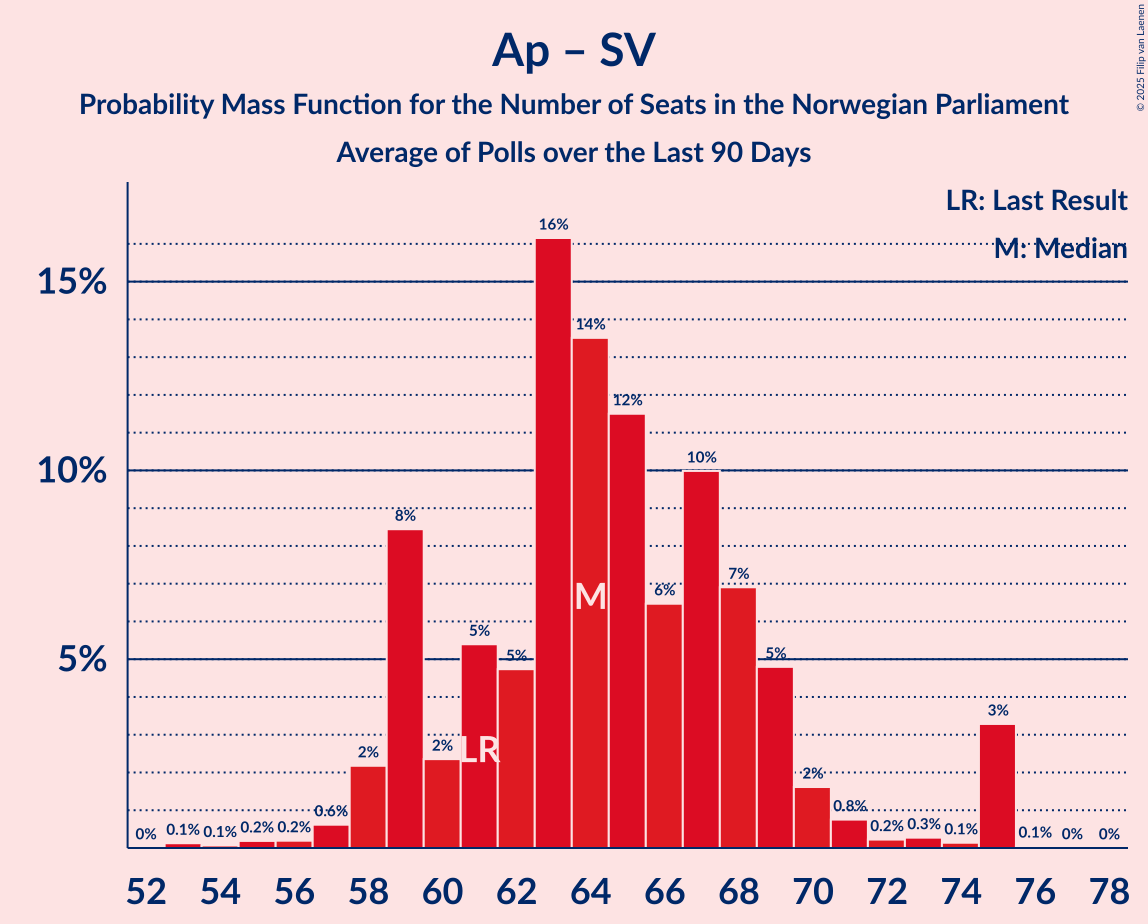 Ap – SV
Probability Mass Function for the Number of Seats in the Norwegian Parliament
Average of Polls over the Last 90 Days
© 2025 Filip van Laenen
LR: Last Result
M: Median
15%
10%
5%
0% 0.1% 0.1% 0.2% 0.2% 0.6% 2% 8% 2% 5% 5% 16% 14% 12% 6% 10% 7% 5% 2% 0.8% 0.2% 0.3% 0.1% 3% 0.1% 0% 0%
M
LR
52 54 56 58 60 62 64 66 68 70 72 74 76 78